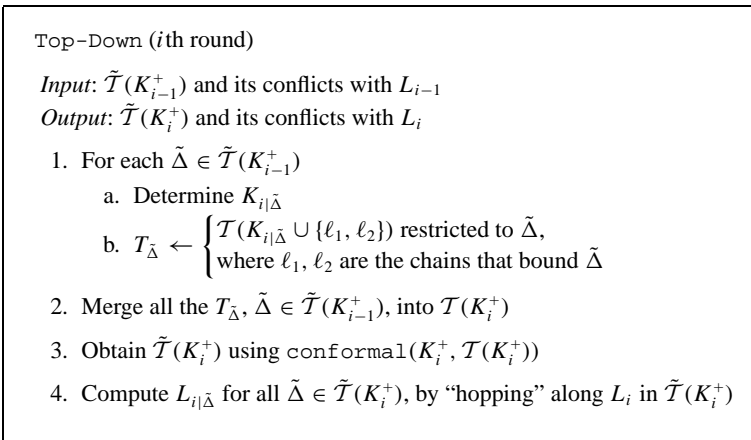 Top-Down (ith round)
Input: 𝒯̃(K⁺ᵢ₋₁) and its conflicts with Lᵢ₋₁
Output: 𝒯̃(K⁺ᵢ) and its conflicts with Lᵢ
1. For each Δ̃ ∈ 𝒯̃(K⁺ᵢ₋₁)
a. Determine K_{i|Δ̃}
b. T_Δ̃ ← { 𝒯(K_{i|Δ̃} ∪ {ℓ₁, ℓ₂}) restricted to Δ̃,
where ℓ₁, ℓ₂ are the chains that bound Δ̃
2. Merge all the T_Δ̃, Δ̃ ∈ 𝒯̃(K⁺ᵢ₋₁), into 𝒯(K⁺ᵢ)
3. Obtain 𝒯̃(K⁺ᵢ) using conformal(K⁺ᵢ, 𝒯(K⁺ᵢ))
4. Compute L_{i|Δ̃} for all Δ̃ ∈ 𝒯̃(K⁺ᵢ), by “hopping” along Lᵢ in 𝒯̃(K⁺ᵢ)